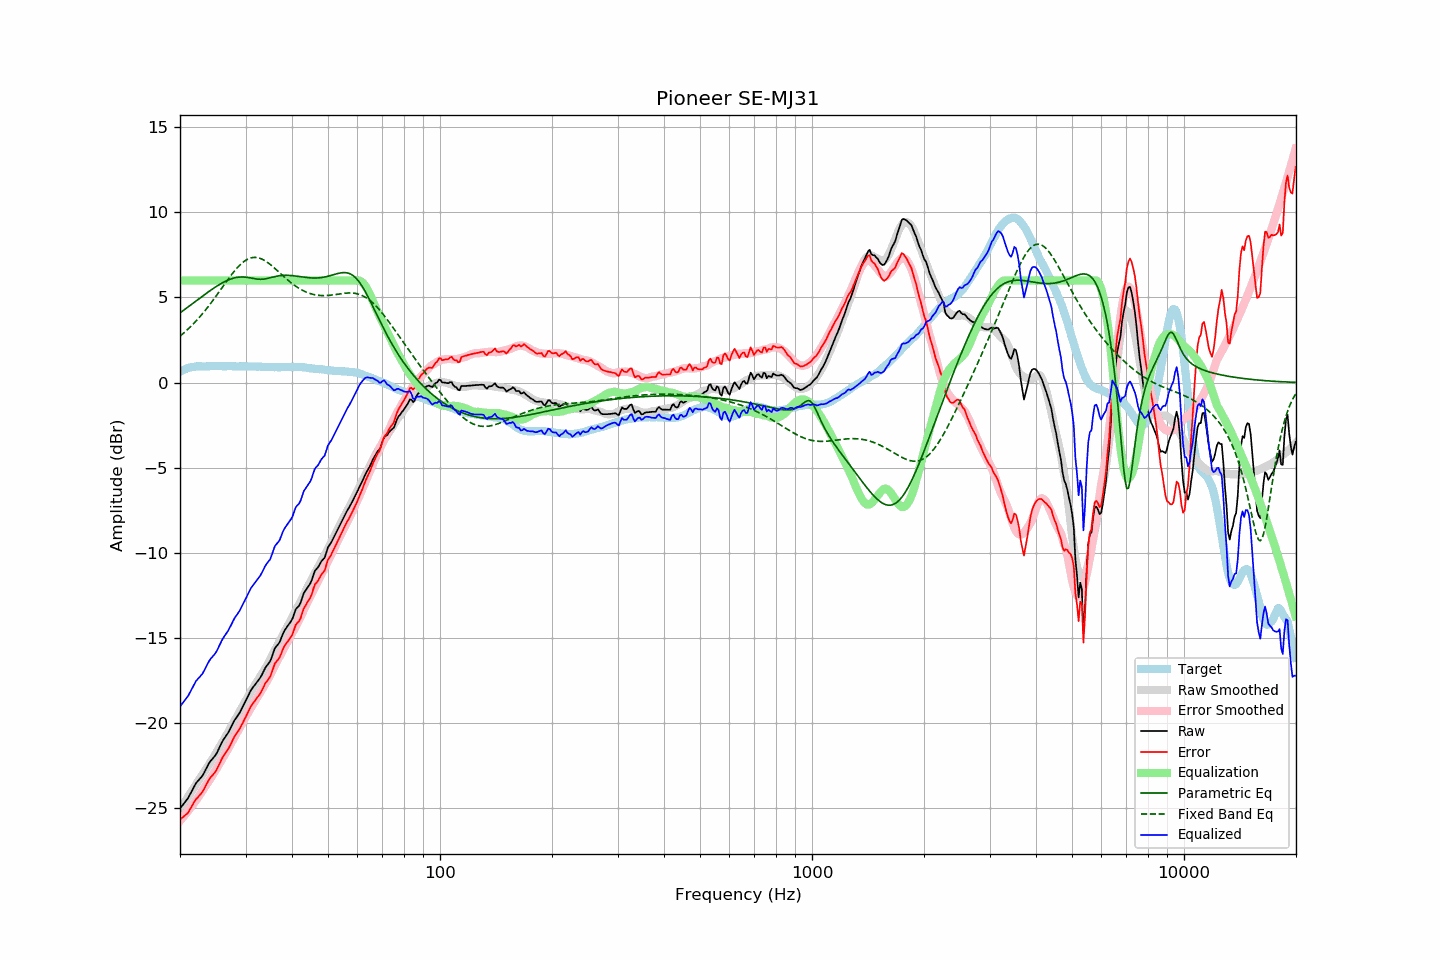 Pioneer SE-MJ31
Amplitude (dBr)
15
10
5
0
−5
−10
−15
−20
−25
Target
Raw Smoothed
Error Smoothed
Raw
Error
Equalization
Parametric Eq
Fixed Band Eq
Equalized
100
1000
10000
Frequency (Hz)